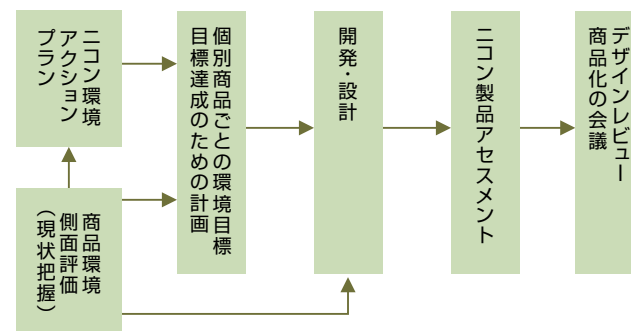 ニコン環境
アクション
プラン
商品環境
側面評価
（現状把握）
個別商品ごとの環境目標
目標達成のための計画
開発・設計
ニコン製品アセスメント
デザインレビュー
商品化の会議